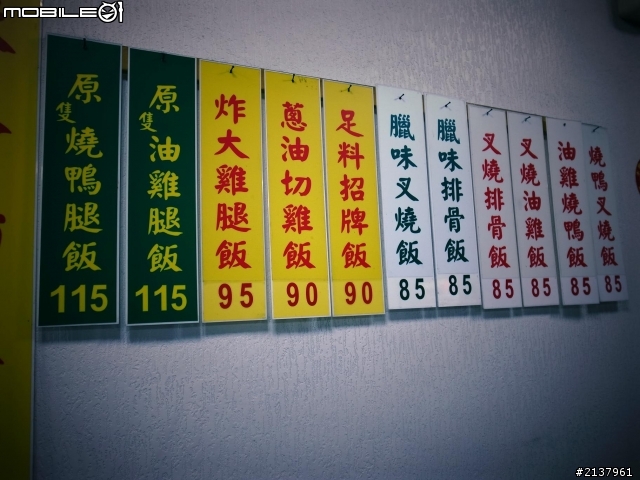 MOBILE01
原隻燒鴨腿飯
115
原隻油雞腿飯
115
炸大雞腿飯
95
蔥油切雞飯
90
足料招牌飯
90
臘味叉燒飯
85
臘味排骨飯
85
叉燒排骨飯
85
叉燒油雞飯
85
油雞燒鴨飯
85
燒鴨叉燒飯
85
#2137961